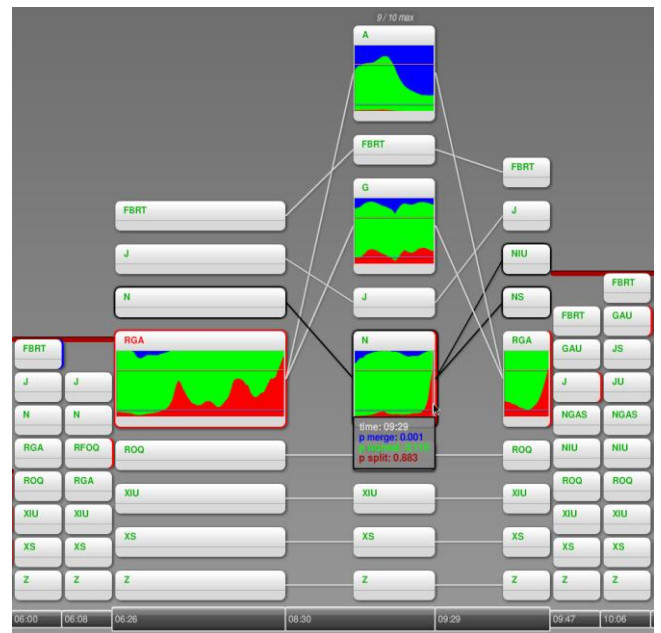 9 / 10 max
A
FBRT
G
J
N
time: 09:29
p merge: 0.001
p split: 0.883
XIU
XS
Z
FBRT
J
N
RGA
ROQ
XIU
XS
Z
FBRT
J
NIU
NS
RGA
ROQ
XIU
XS
Z
FBRT
J
N
RGA
ROQ
XIU
XS
Z
J
N
RFOQ
RGA
XIU
XS
Z
FBRT
GAU
J
NGAS
NIU
ROQ
XIU
XS
Z
FBRT
GAU
JS
JU
NGAS
NIU
ROQ
XIU
XS
Z
06:00
06:08
06:26
08:30
09:29
09:47
10:06